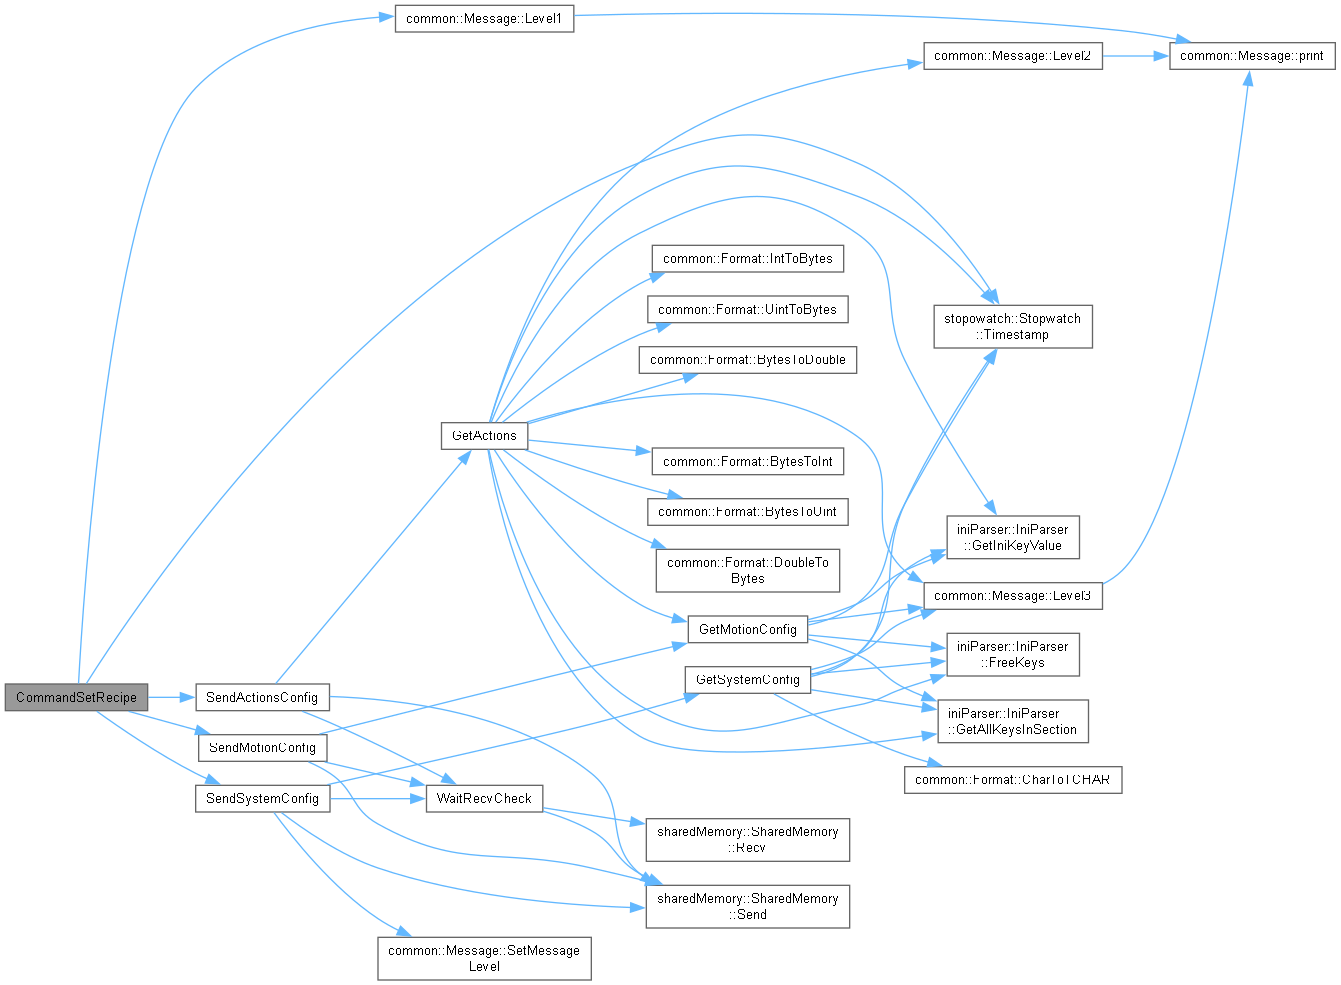 common::Message::Level1
common::Message::Level2
common::Message::print
common::Format::IntToBytes
common::Format::UintToBytes
stopowatch::Stopwatch
::Timestamp
common::Format::BytesToDouble
GetActions
common::Format::BytesToInt
common::Format::BytesToUint
iniParser::IniParser
::GetIniKeyValue
common::Format::DoubleTo
Bytes
common::Message::Level3
GetMotionConfig
iniParser::IniParser
::FreeKeys
GetSystemConfig
CommandSetRecipe
SendActionsConfig
iniParser::IniParser
::GetAllKeysInSection
SendMotionConfig
common::Format::CharToTCHAR
SendSystemConfig
WaitRecvCheck
sharedMemory::SharedMemory
::Recv
sharedMemory::SharedMemory
::Send
common::Message::SetMessage
Level